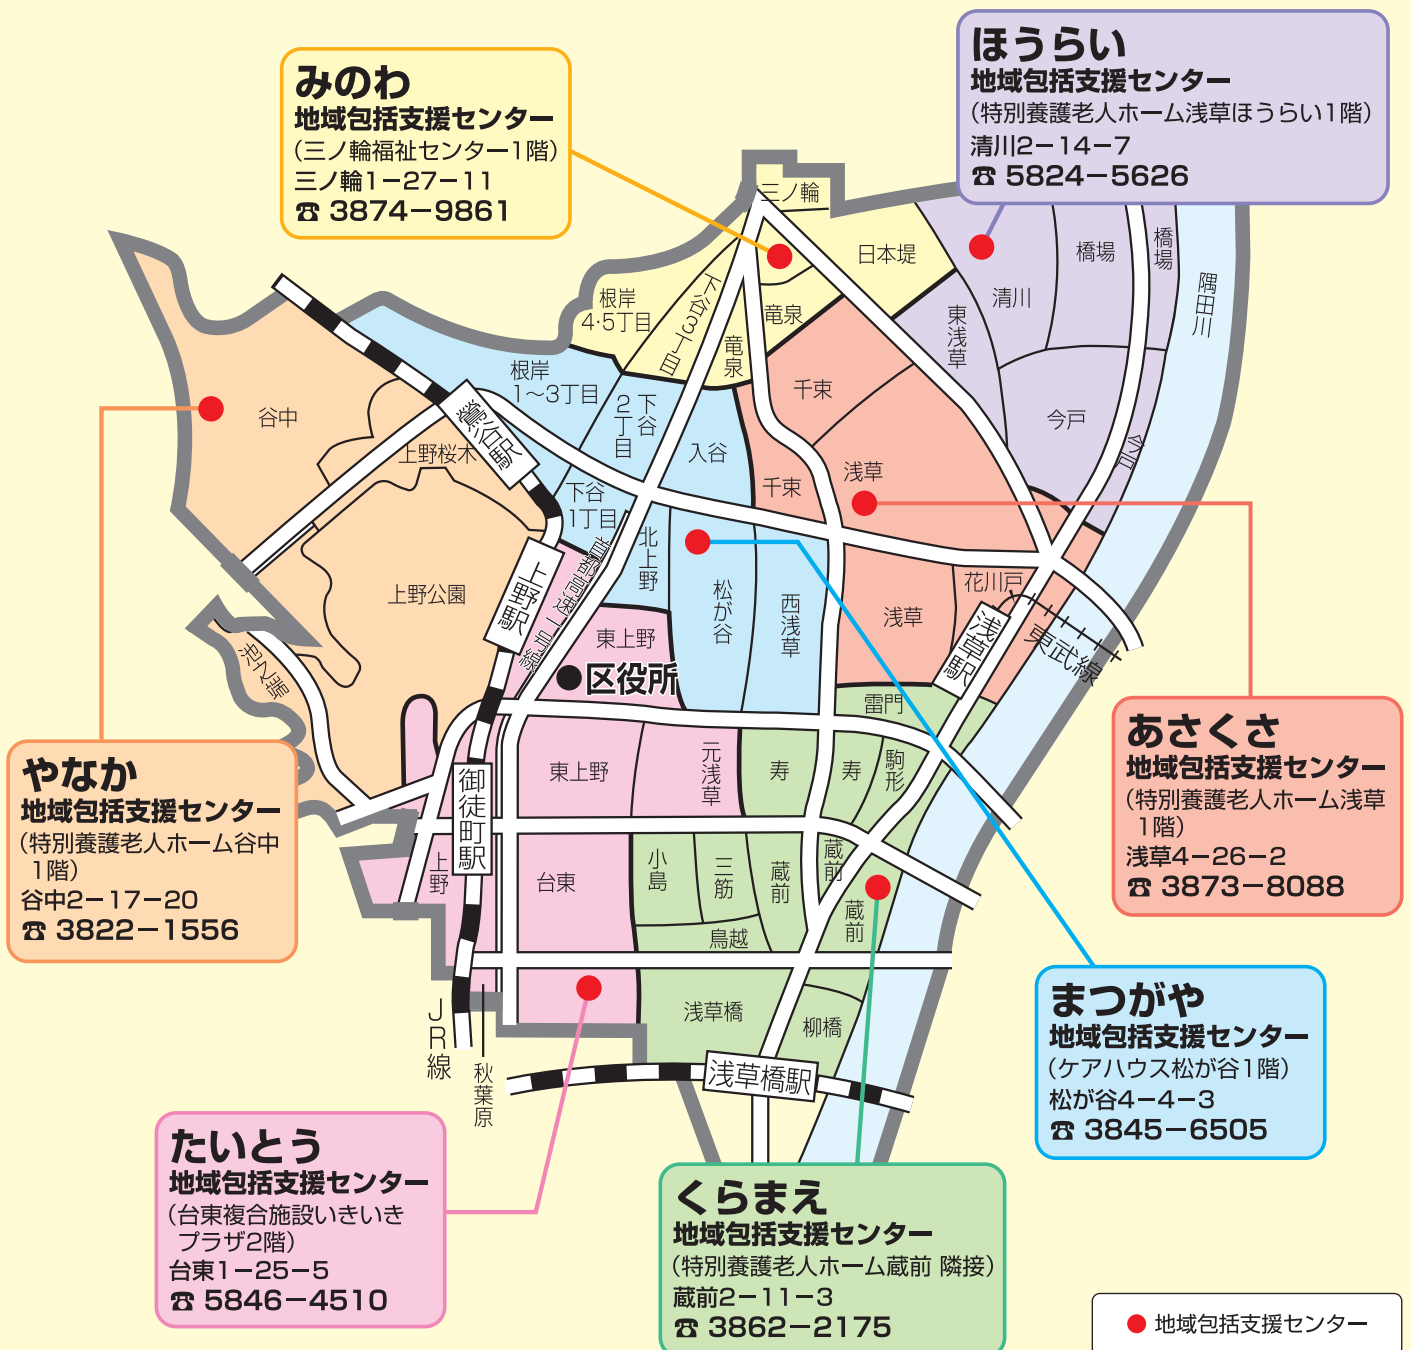 みのわ
地域包括支援センター
（三ノ輪福祉センター1階）
三ノ輪1－27－11
☎ 3874－9861
ほうらい
地域包括支援センター
（特別養護老人ホーム浅草ほうらい1階）
清川2－14－7
☎ 5824－5626
三ノ輪
日本堤
橋場
橋場
隅田川
清川
根岸
4･5丁目
下谷3丁目
竜泉
竜泉
東浅草
根岸
1～3丁目
千束
下谷
2丁目
今戸
今戸
谷中
上野桜木
鶯谷駅
入谷
千束
浅草
下谷
1丁目
北上野
首都高速一号線
松が谷
西浅草
浅草
花川戸
上野公園
上野駅
東上野
区役所
浅草駅
東武線
池之端
雷門
東上野
元浅草
寿
寿
駒形
御徒町駅
上野
台東
小島
三筋
蔵前
蔵前
蔵前
鳥越
浅草橋
柳橋
JR線
秋葉原
浅草橋駅
やなか
地域包括支援センター
（特別養護老人ホーム谷中
1階）
谷中2－17－20
☎ 3822－1556
あさくさ
地域包括支援センター
（特別養護老人ホーム浅草
1階）
浅草4－26－2
☎ 3873－8088
まつがや
地域包括支援センター
（ケアハウス松が谷1階）
松が谷4－4－3
☎ 3845－6505
たいとう
地域包括支援センター
（台東複合施設いきいき
プラザ2階）
台東1－25－5
☎ 5846－4510
くらまえ
地域包括支援センター
（特別養護老人ホーム蔵前 隣接）
蔵前2－11－3
☎ 3862－2175
地域包括支援センター